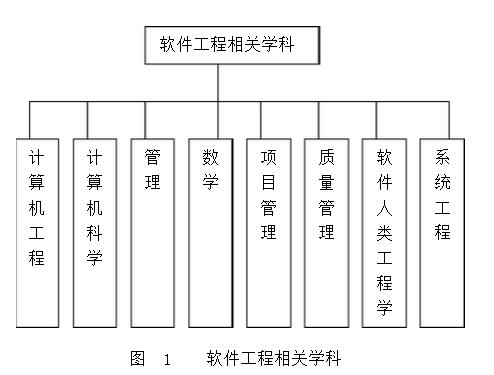 软件工程相关学科
计算机工程
计算机科学
管理
数学
项目管理
质量管理
软件人类工程学
系统工程
图 1 软件工程相关学科